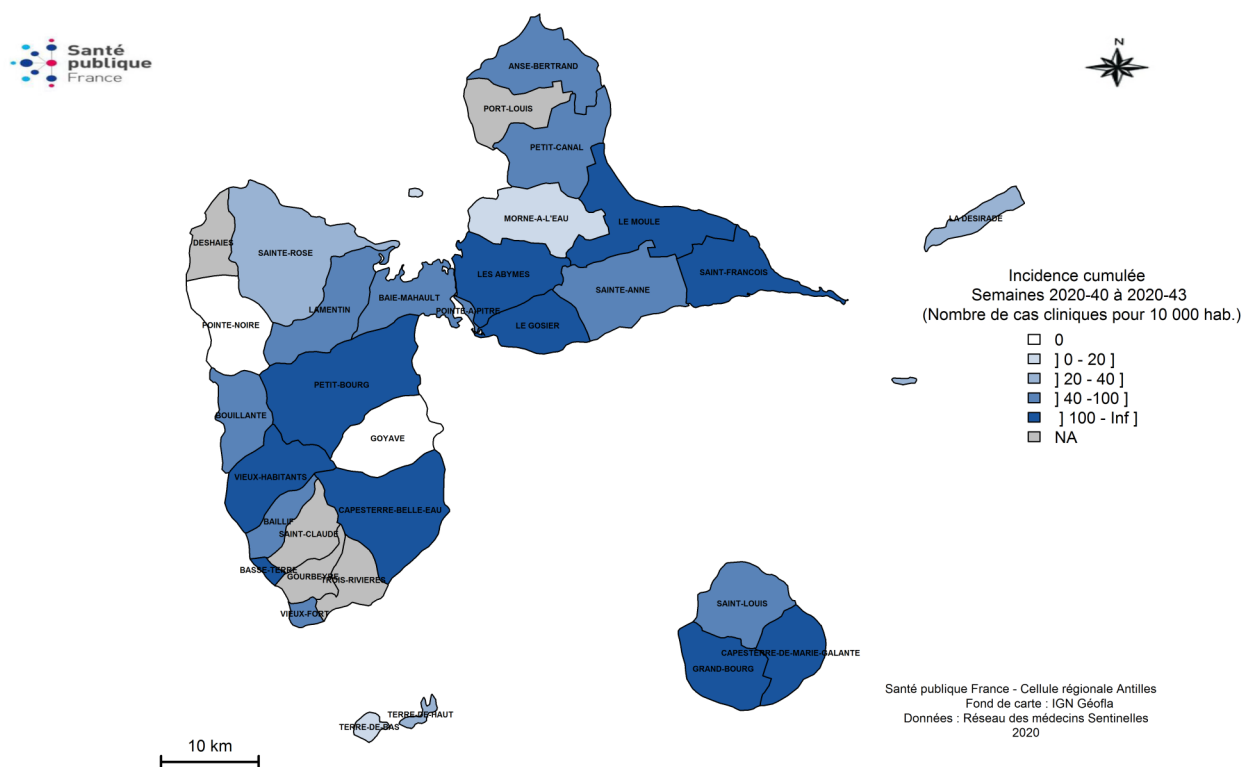 Santé
publique
France
N
ANSE-BERTRAND
PORT-LOUIS
PETIT-CANAL
MORNE-A-L'EAU
LE MOULE
LA DESIRADE
DESHAIES
SAINTE-ROSE
LES ABYMES
SAINT-FRANCOIS
SAINTE-ANNE
BAIE-MAHAULT
LAMENTIN
POINTE-A-PITRE
POINTE-NOIRE
LE GOSIER
PETIT-BOURG
BOUILLANTE
GOYAVE
VIEUX-HABITANTS
CAPESTERRE-BELLE-EAU
BAILLIF
SAINT-CLAUDE
BASSE-TERRE
GOURBEYRE
TROIS-RIVIERES
VIEUX-FORT
SAINT-LOUIS
CAPESTERRE-DE-MARIE-GALANTE
GRAND-BOURG
TERRE-DE-HAUT
TERRE-DE-BAS
Incidence cumulée
Semaines 2020-40 à 2020-43
(Nombre de cas cliniques pour 10 000 hab.)
0
] 0 - 20 ]
] 20 - 40 ]
] 40 -100 ]
] 100 - Inf ]
NA
Santé publique France - Cellule régionale Antilles
Fond de carte : IGN Géofla
Données : Réseau des médecins Sentinelles
2020
10 km